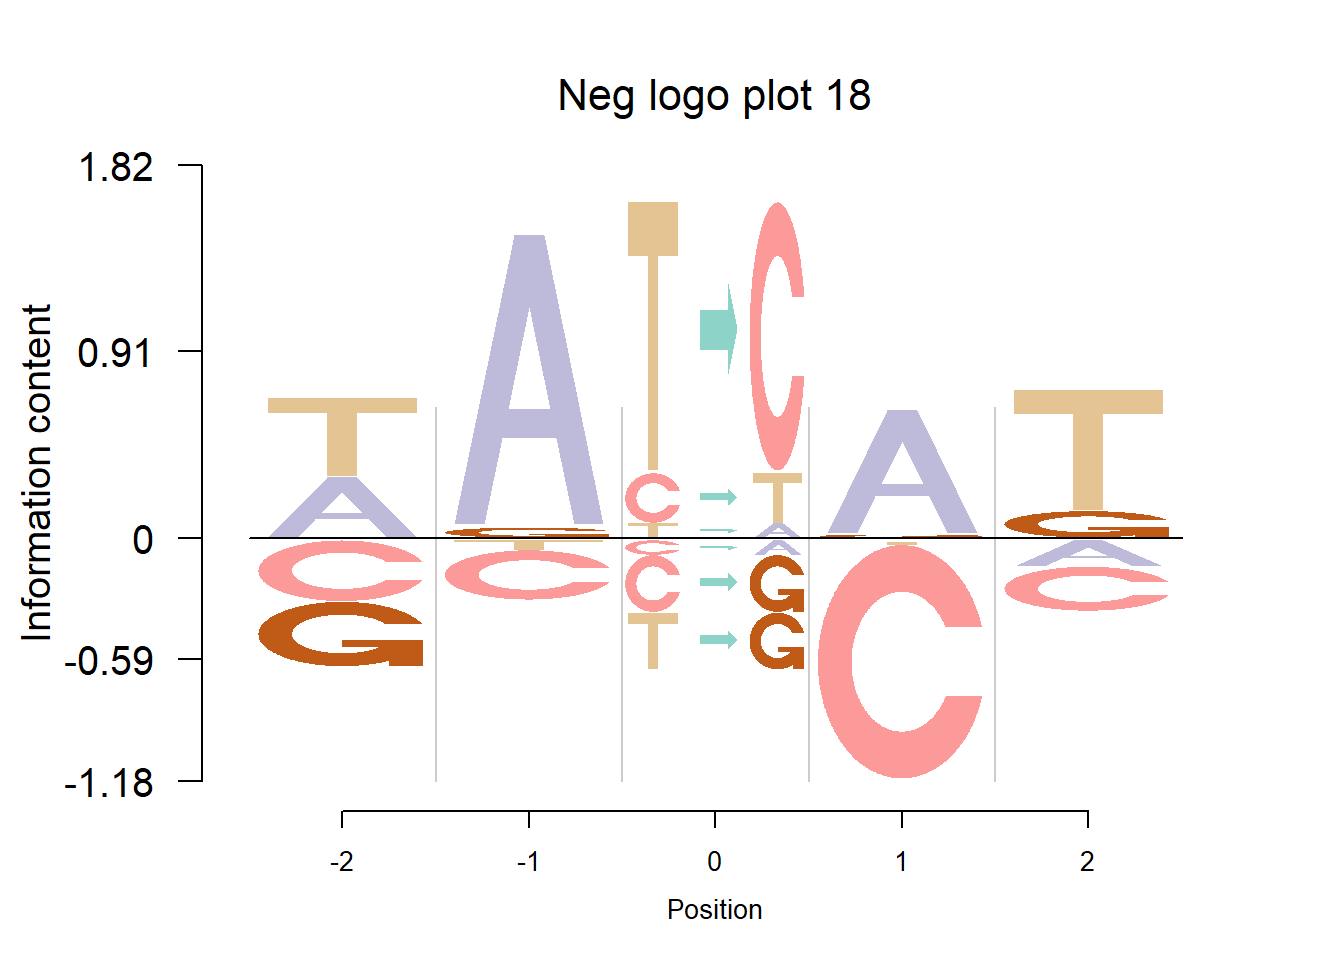 Neg logo plot 18
Information content
1.82
0.91
0
-0.59
-1.18
T A C G
A G T C
T C
C T
T A
C A
C G
T G
A G T C
T G A C
-2 -1 0 1 2
Position